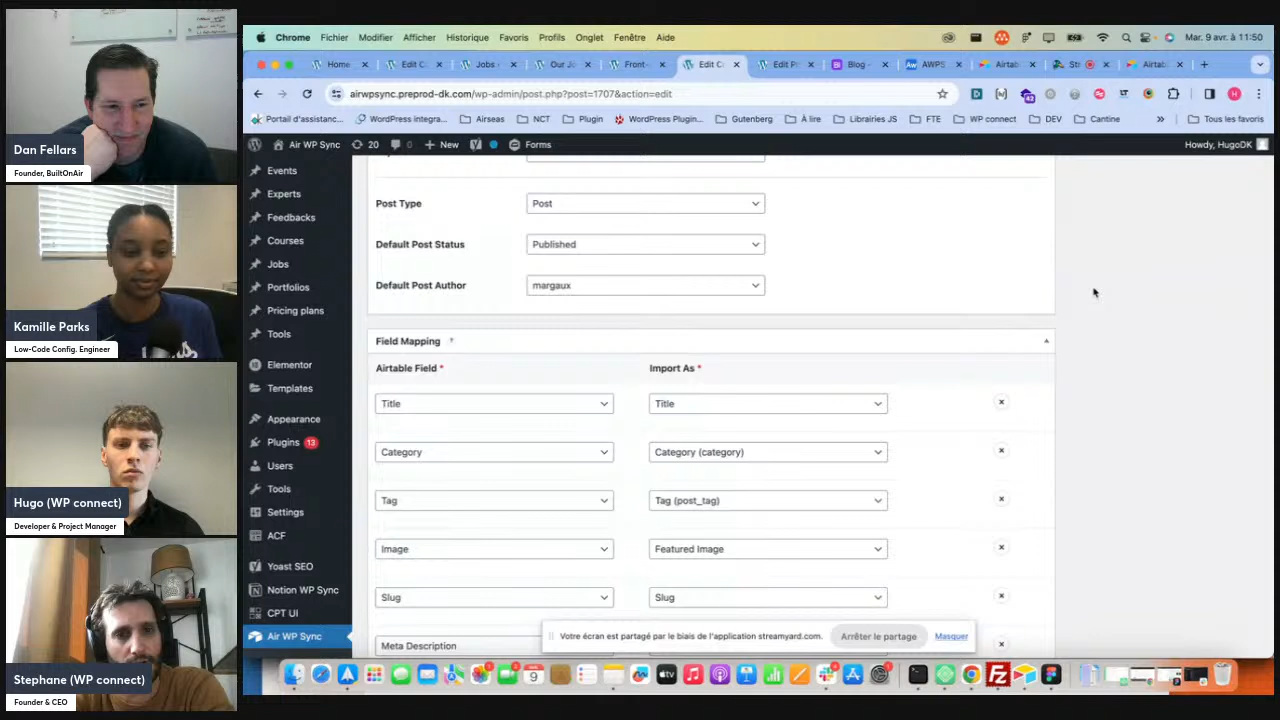 Dan Fellars
Founder, BuiltOnAir
Kamille Parks
Low-Code Config. Engineer
Hugo (WP connect)
Developer & Project Manager
Stephane (WP connect)
Founder & CEO
Chrome Fichier Modifier Afficher Historique Favoris Profils Onglet Fenêtre Aide
Mar. 9 avr. à 11:50
Home Edit C Jobs Our Jo Front- Edit C Edit P Blog AWPS Airtab Str Airtab
airwpsync.preprod-dk.com/wp-admin/post.php?post=1707&action=edit
Portail d'assistanc... WordPress Integra... Airseas NCT Plugin WordPress Plugin... Gutenberg À lire Librairies JS FTE WP connect DEV Cantine Tous les favoris
Air WP Sync 20 0 New Forms Howdy, HugoDK
Events
Experts
Feedbacks
Courses
Jobs
Portfolios
Pricing plans
Tools
Elementor
Templates
Appearance
Plugins 13
Users
Tools
Settings
ACF
Yoast SEO
Notion WP Sync
CPT UI
Air WP Sync
Post Type Post
Default Post Status Published
Default Post Author margaux
Field Mapping ?
Airtable Field * Import As *
Title Title
Category Category (category)
Tag Tag (post_tag)
Image Featured Image
Slug Slug
Meta Description
Votre écran est partagé par le biais de l'application streamyard.com. Arrêter le partage Masquer